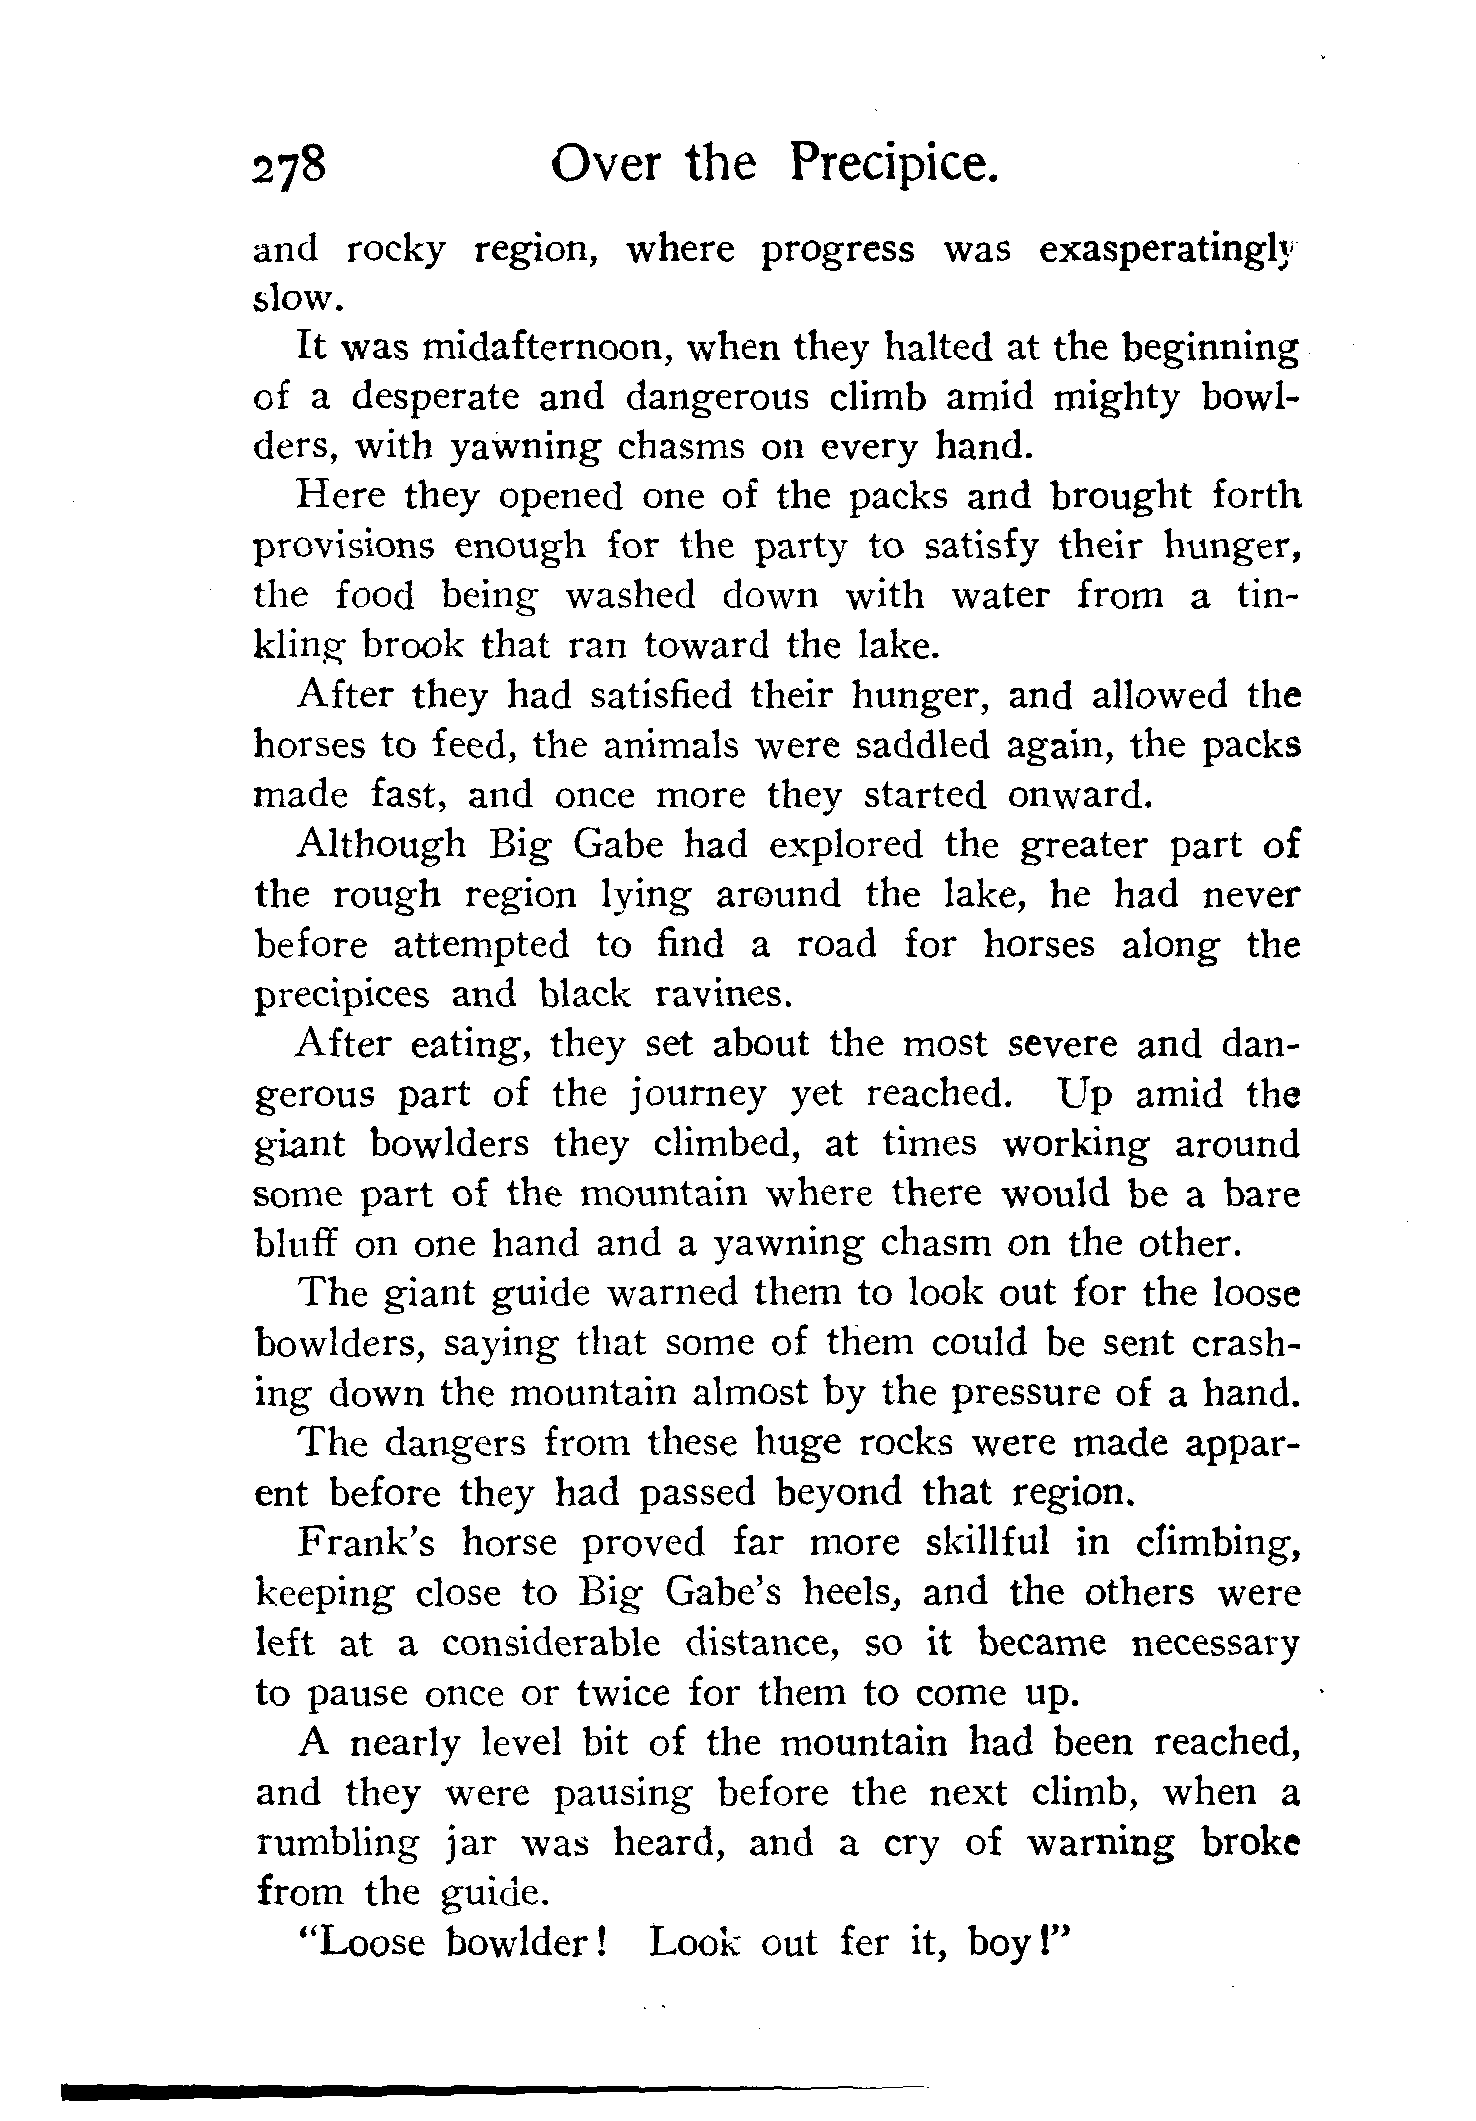 278 Over the Precipice.
and rocky region, where progress was exasperatingly
slow.
It was midafternoon, when they halted at the beginning
of a desperate and dangerous climb amid mighty bowl-
ders, with yawning chasms on every hand.
Here they opened one of the packs and brought forth
provisions enough for the party to satisfy their hunger,
the food being washed down with water from a tin-
kling brook that ran toward the lake.
After they had satisfied their hunger, and allowed the
horses to feed, the animals were saddled again, the packs
made fast, and once more they started onward.
Although Big Gabe had explored the greater part of
the rough region lying around the lake, he had never
before attempted to find a road for horses along the
precipices and black ravines.
After eating, they set about the most severe and dan-
gerous part of the journey yet reached. Up amid the
giant bowlders they climbed, at times working around
some part of the mountain where there would be a bare
bluff on one hand and a yawning chasm on the other.
The giant guide warned them to look out for the loose
bowlders, saying that some of them could be sent crash-
ing down the mountain almost by the pressure of a hand.
The dangers from these huge rocks were made appar-
ent before they had passed beyond that region.
Frank's horse proved far more skillful in climbing,
keeping close to Big Gabe's heels, and the others were
left at a considerable distance, so it became necessary
to pause once or twice for them to come up.
A nearly level bit of the mountain had been reached,
and they were pausing before the next climb, when a
rumbling jar was heard, and a cry of warning broke
from the guide.
"Loose bowlder! Look out fer it, boy!"